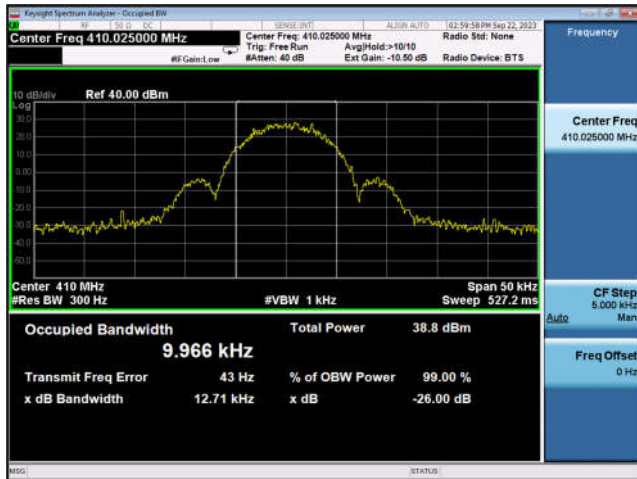 Keysight Spectrum Analyzer - Occupied BW
RF 50 Ω DC SENSE:INT ALIGN AUTO 02:59:58 PM Sep 22, 2023
Center Freq 410.025000 MHz
Center Freq: 410.025000 MHz
Radio Std: None
Trig: Free Run Avg|Hold:>10/10
#IFGain:Low #Atten: 40 dB Ext Gain: -10.50 dB Radio Device: BTS
10 dB/div Ref 40.00 dBm
Log
30.0
20.0
10.0
0.00
-10.0
-20.0
-30.0
-40.0
-50.0
Center 410 MHz Span 50 kHz
#Res BW 300 Hz #VBW 1 kHz Sweep 527.2 ms
Occupied Bandwidth Total Power 38.8 dBm
9.966 kHz
Transmit Freq Error 43 Hz % of OBW Power 99.00 %
x dB Bandwidth 12.71 kHz x dB -26.00 dB
MSG STATUS
Frequency
Center Freq
410.025000 MHz
CF Step
5.000 kHz
Auto Man
Freq Offset
0 Hz